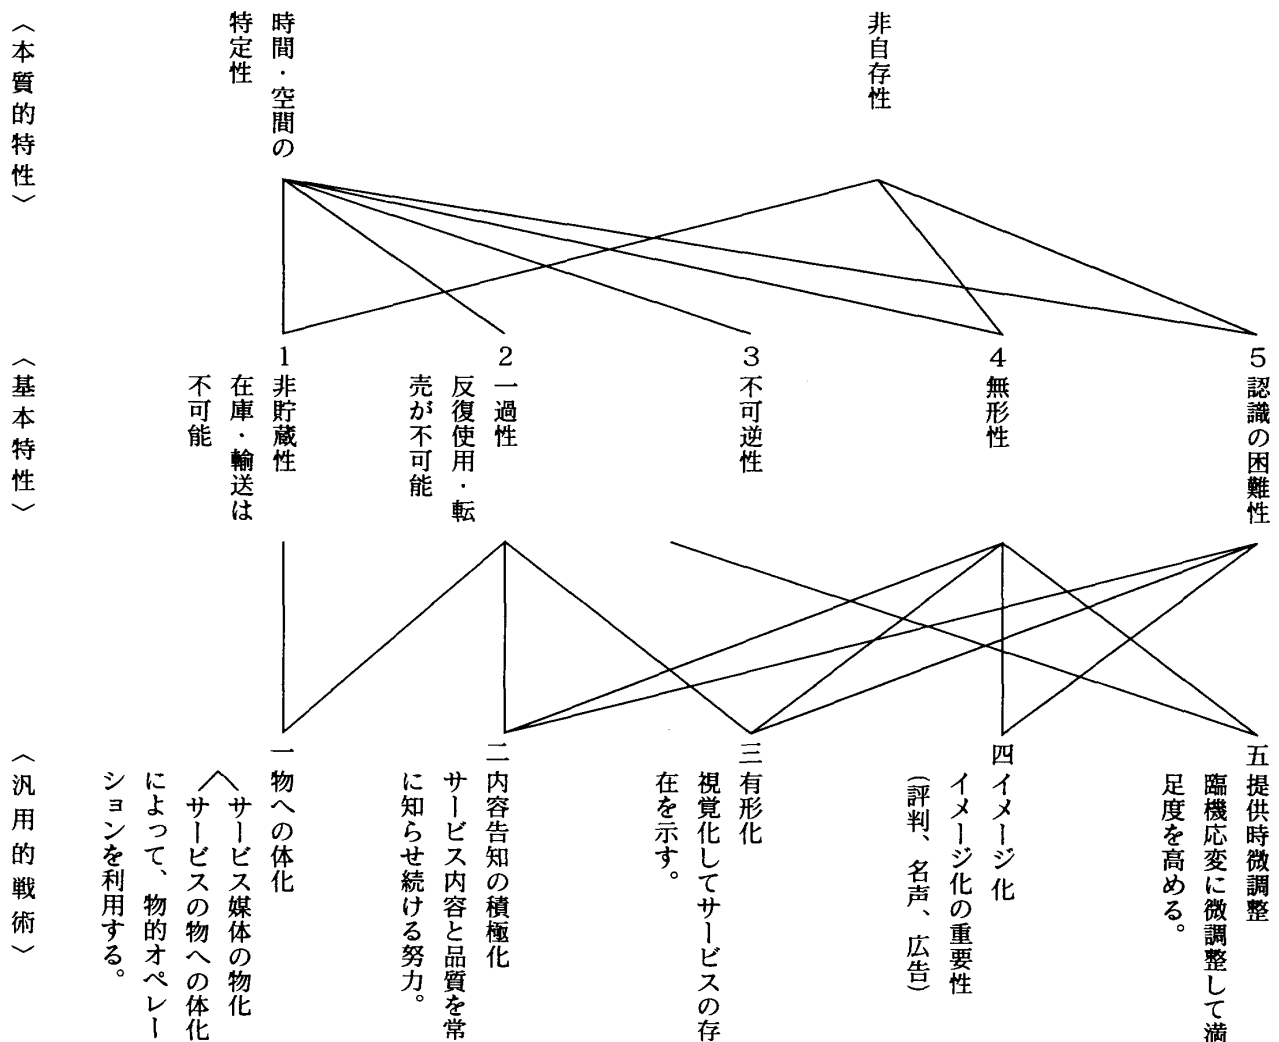 〈本質的特性〉
時間・空間の
特定性
非自存性
〈基本特性〉
1 非貯蔵性
在庫・輸送は
不可能
2 一過性
反復使用・転
売が不可能
3 不可逆性
4 無形性
5 認識の困難性
〈汎用的戦術〉
一 物への体化
サービス媒体の物化
サービスの物への体化
によって、物的オペレー
ションを利用する。
二 内容告知の積極化
サービス内容と品質を常
に知らせ続ける努力。
三 有形化
視覚化してサービスの存
在を示す。
四 イメージ化
イメージ化の重要性
(評判、名声、広告)
五 提供時微調整
臨機応変に微調整して満
足度を高める。